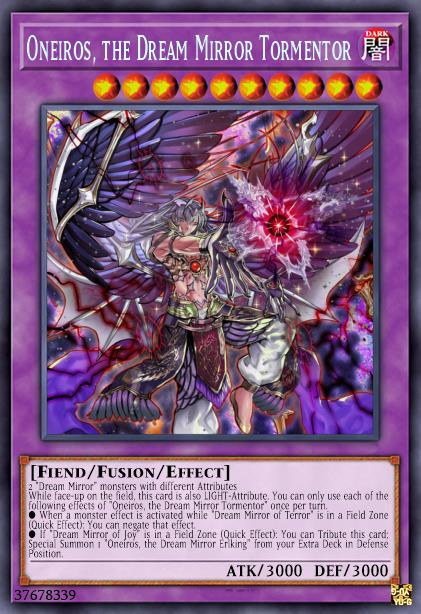 ONEIROS, THE DREAM MIRROR TORMENTOR
DARK
闇
[FIEND/FUSION/EFFECT]
2 "Dream Mirror" monsters with different Attributes
While face-up on the field, this card is also LIGHT-Attribute. You can only use each of the
following effects of "Oneiros, the Dream Mirror Tormentor" once per turn.
● When a monster effect is activated while "Dream Mirror of Terror" is in a Field Zone
(Quick Effect): You can negate that effect.
● If "Dream Mirror of Joy" is in a Field Zone (Quick Effect): You can Tribute this card;
Special Summon 1 "Oneiros, the Dream Mirror Erlking" from your Extra Deck in Defense
Position.
ATK/3000 DEF/3000
37678339